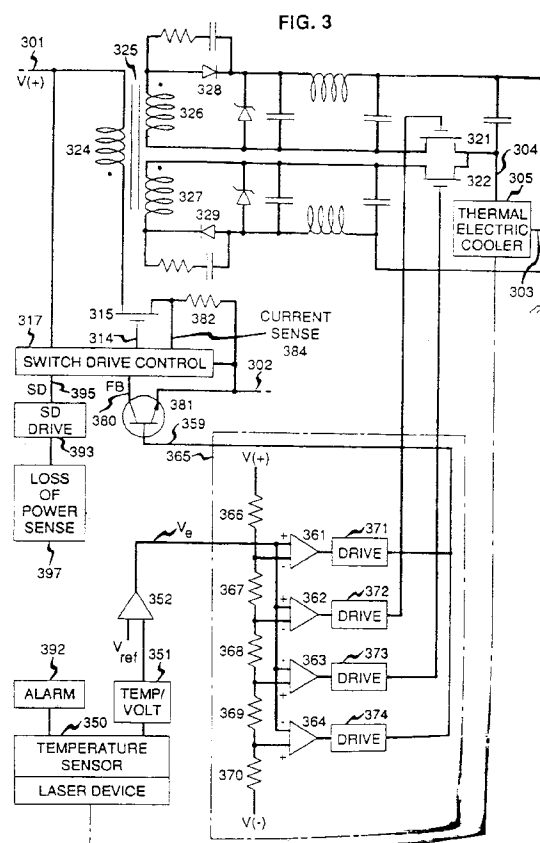 FIG. 3
301
V(+)
325
328
326
324
327
329
321
322
304
305
THERMAL
ELECTRIC
COOLER
303
315
314
382
CURRENT
SENSE
384
317
SWITCH DRIVE CONTROL
302
SD
395
FB
380
381
359
SD
DRIVE
393
365
V(+)
LOSS
OF
POWER
SENSE
397
366
Ve
361
371
DRIVE
367
362
372
DRIVE
352
368
363
373
DRIVE
Vref
351
392
ALARM
TEMP/
VOLT
369
364
374
DRIVE
350
TEMPERATURE
SENSOR
370
LASER DEVICE
V(-)
+
-
+
-
-
+
-
+